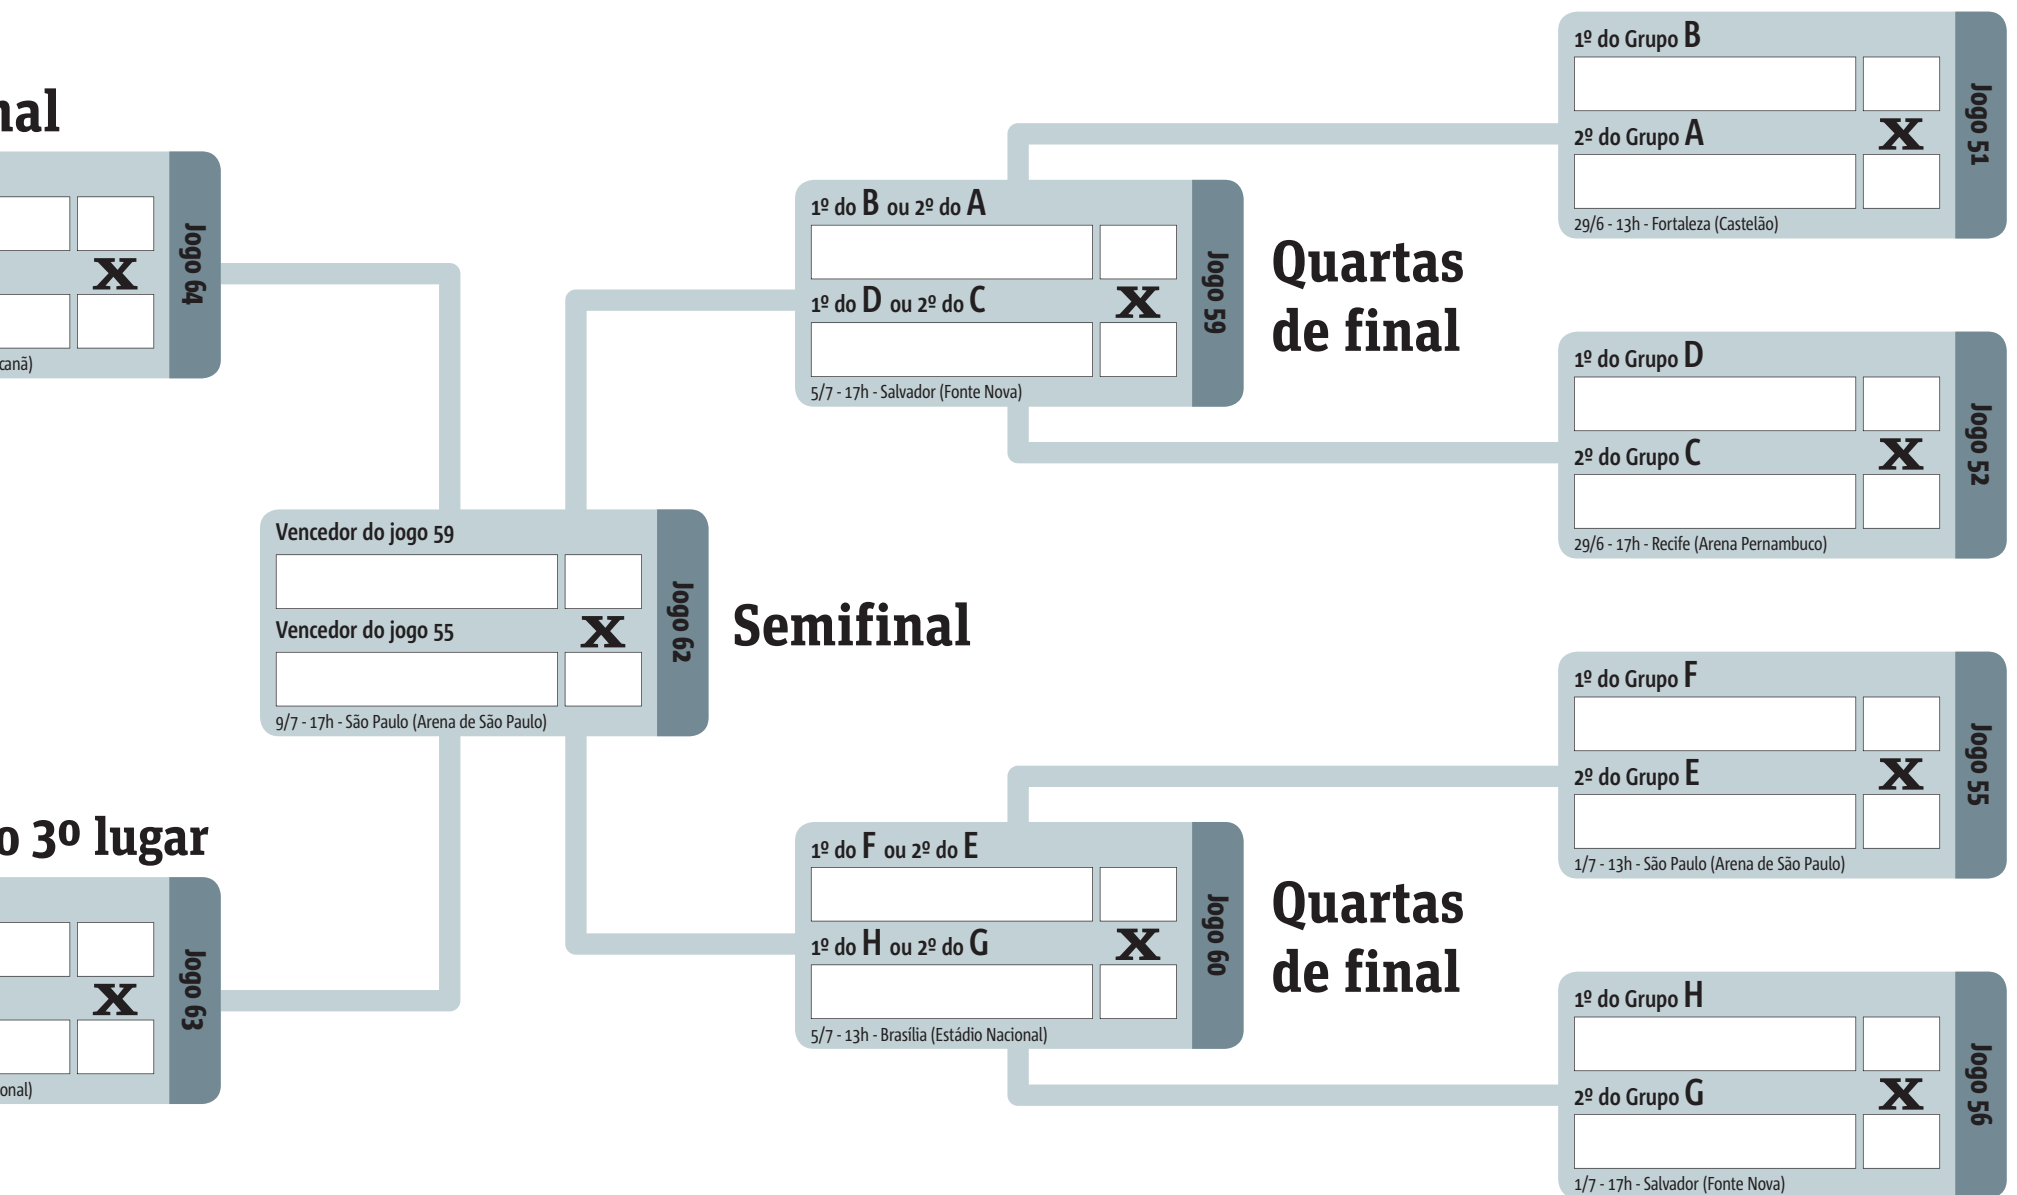 nal
Jogo 64
X
canã)
o 3º lugar
Jogo 63
X
onal)
Vencedor do jogo 59
Vencedor do jogo 55
X
Jogo 62
9/7 - 17h - São Paulo (Arena de São Paulo)
Semifinal
1º do B ou 2º do A
1º do D ou 2º do C
X
Jogo 59
5/7 - 17h - Salvador (Fonte Nova)
Quartas
de final
1º do F ou 2º do E
1º do H ou 2º do G
X
Jogo 60
5/7 - 13h - Brasília (Estádio Nacional)
Quartas
de final
1º do Grupo B
2º do Grupo A
X
Jogo 51
29/6 - 13h - Fortaleza (Castelão)
1º do Grupo D
2º do Grupo C
X
Jogo 52
29/6 - 17h - Recife (Arena Pernambuco)
1º do Grupo F
2º do Grupo E
X
Jogo 55
1/7 - 13h - São Paulo (Arena de São Paulo)
1º do Grupo H
2º do Grupo G
X
Jogo 56
1/7 - 17h - Salvador (Fonte Nova)